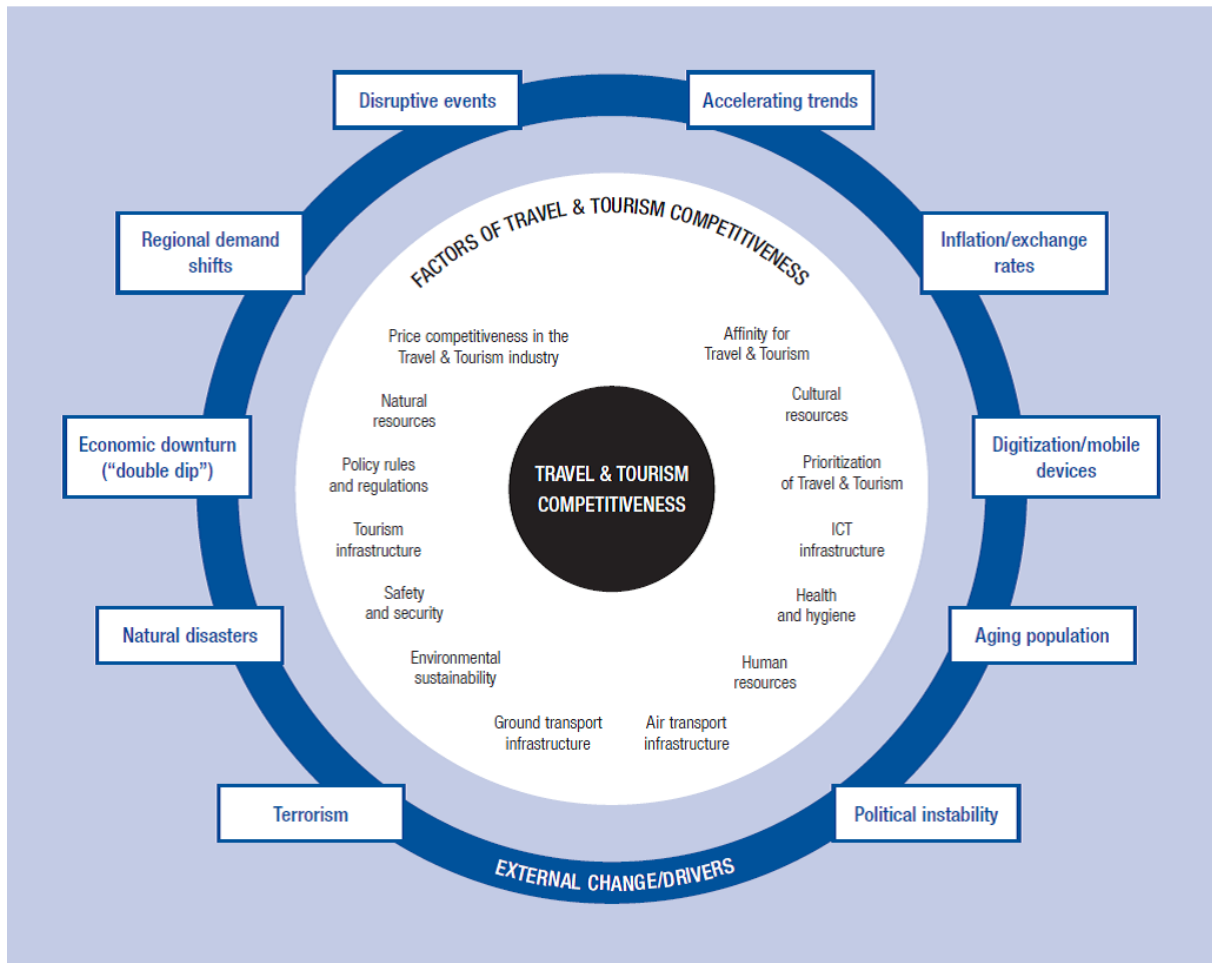 Disruptive events
Accelerating trends
Regional demand
shifts
Inflation/exchange
rates
Economic downturn
(“double dip”)
Digitization/mobile
devices
Natural disasters
Aging population
Terrorism
Political instability
EXTERNAL CHANGE/DRIVERS
FACTORS OF TRAVEL & TOURISM COMPETITIVENESS
Price competitiveness in the
Travel & Tourism industry
Affinity for
Travel & Tourism
Natural
resources
Cultural
resources
Policy rules
and regulations
Prioritization
of Travel & Tourism
Tourism
infrastructure
ICT
infrastructure
Safety
and security
Health
and hygiene
Environmental
sustainability
Human
resources
Ground transport
infrastructure
Air transport
infrastructure
TRAVEL & TOURISM
COMPETITIVENESS